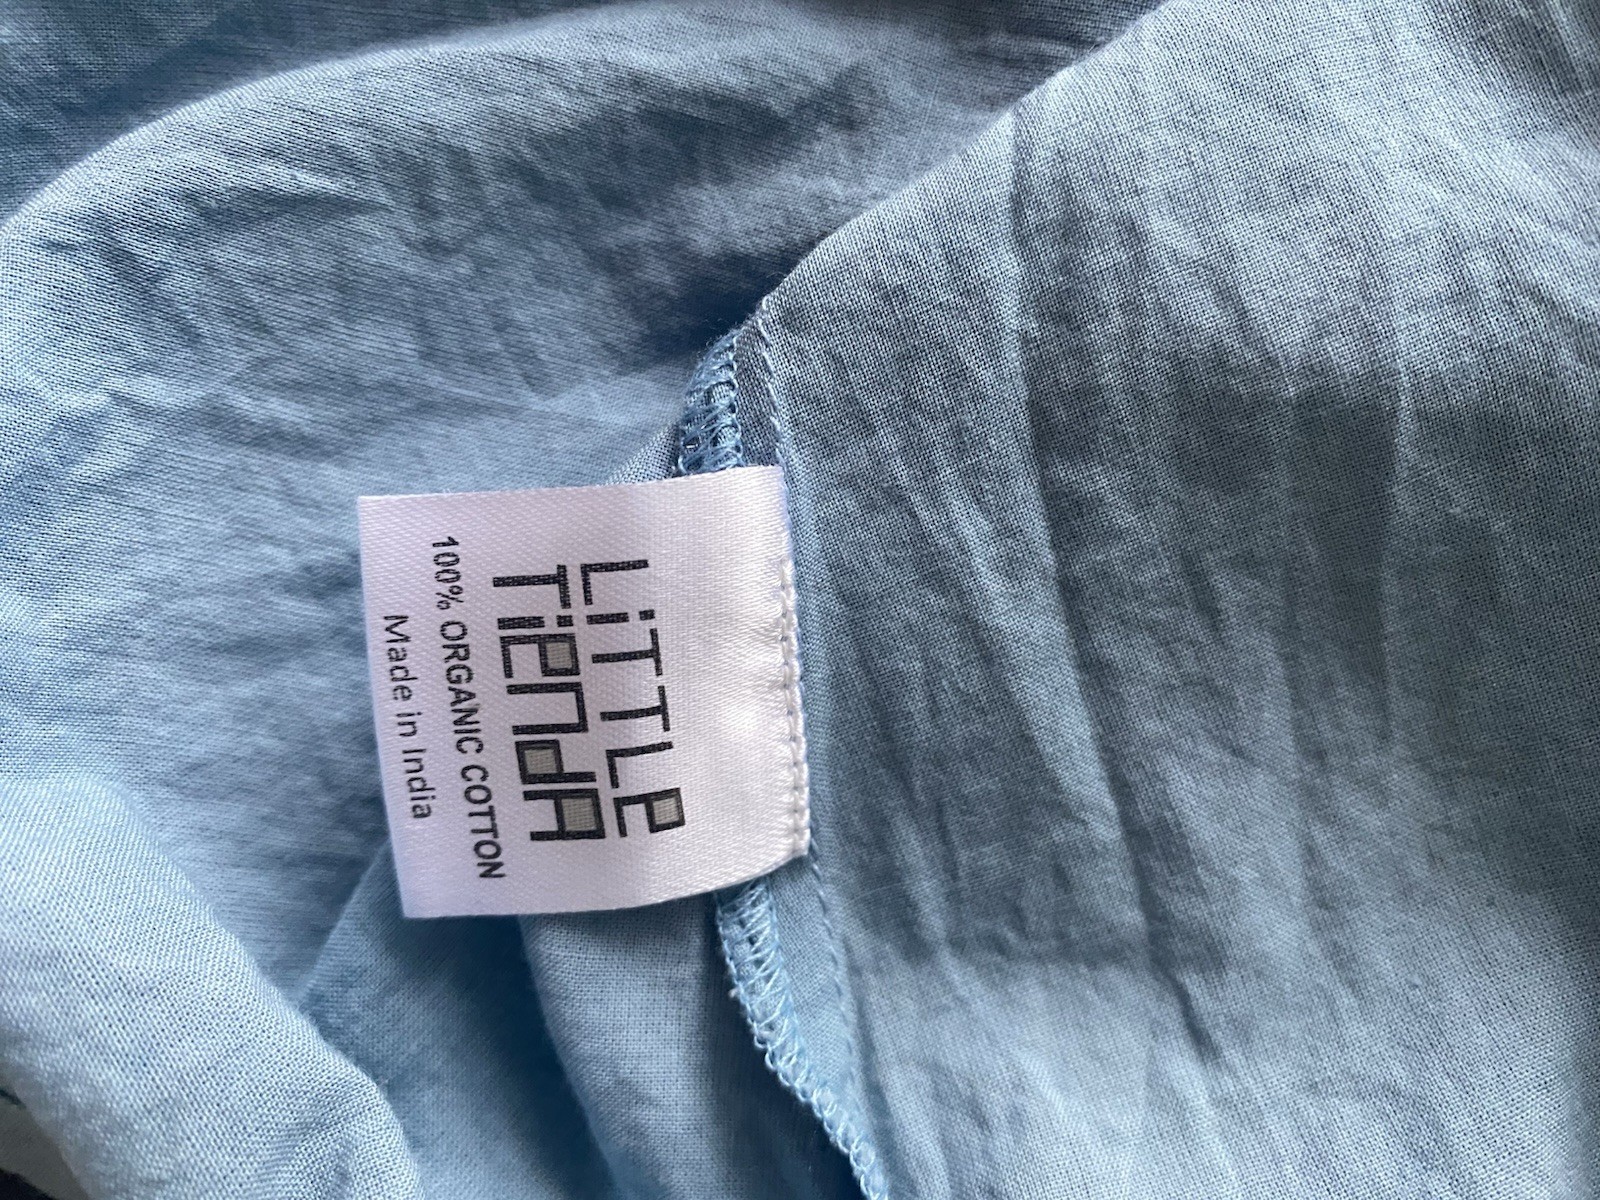 LiTTLe
TiendA
100% ORGANIC COTTON
Made in India